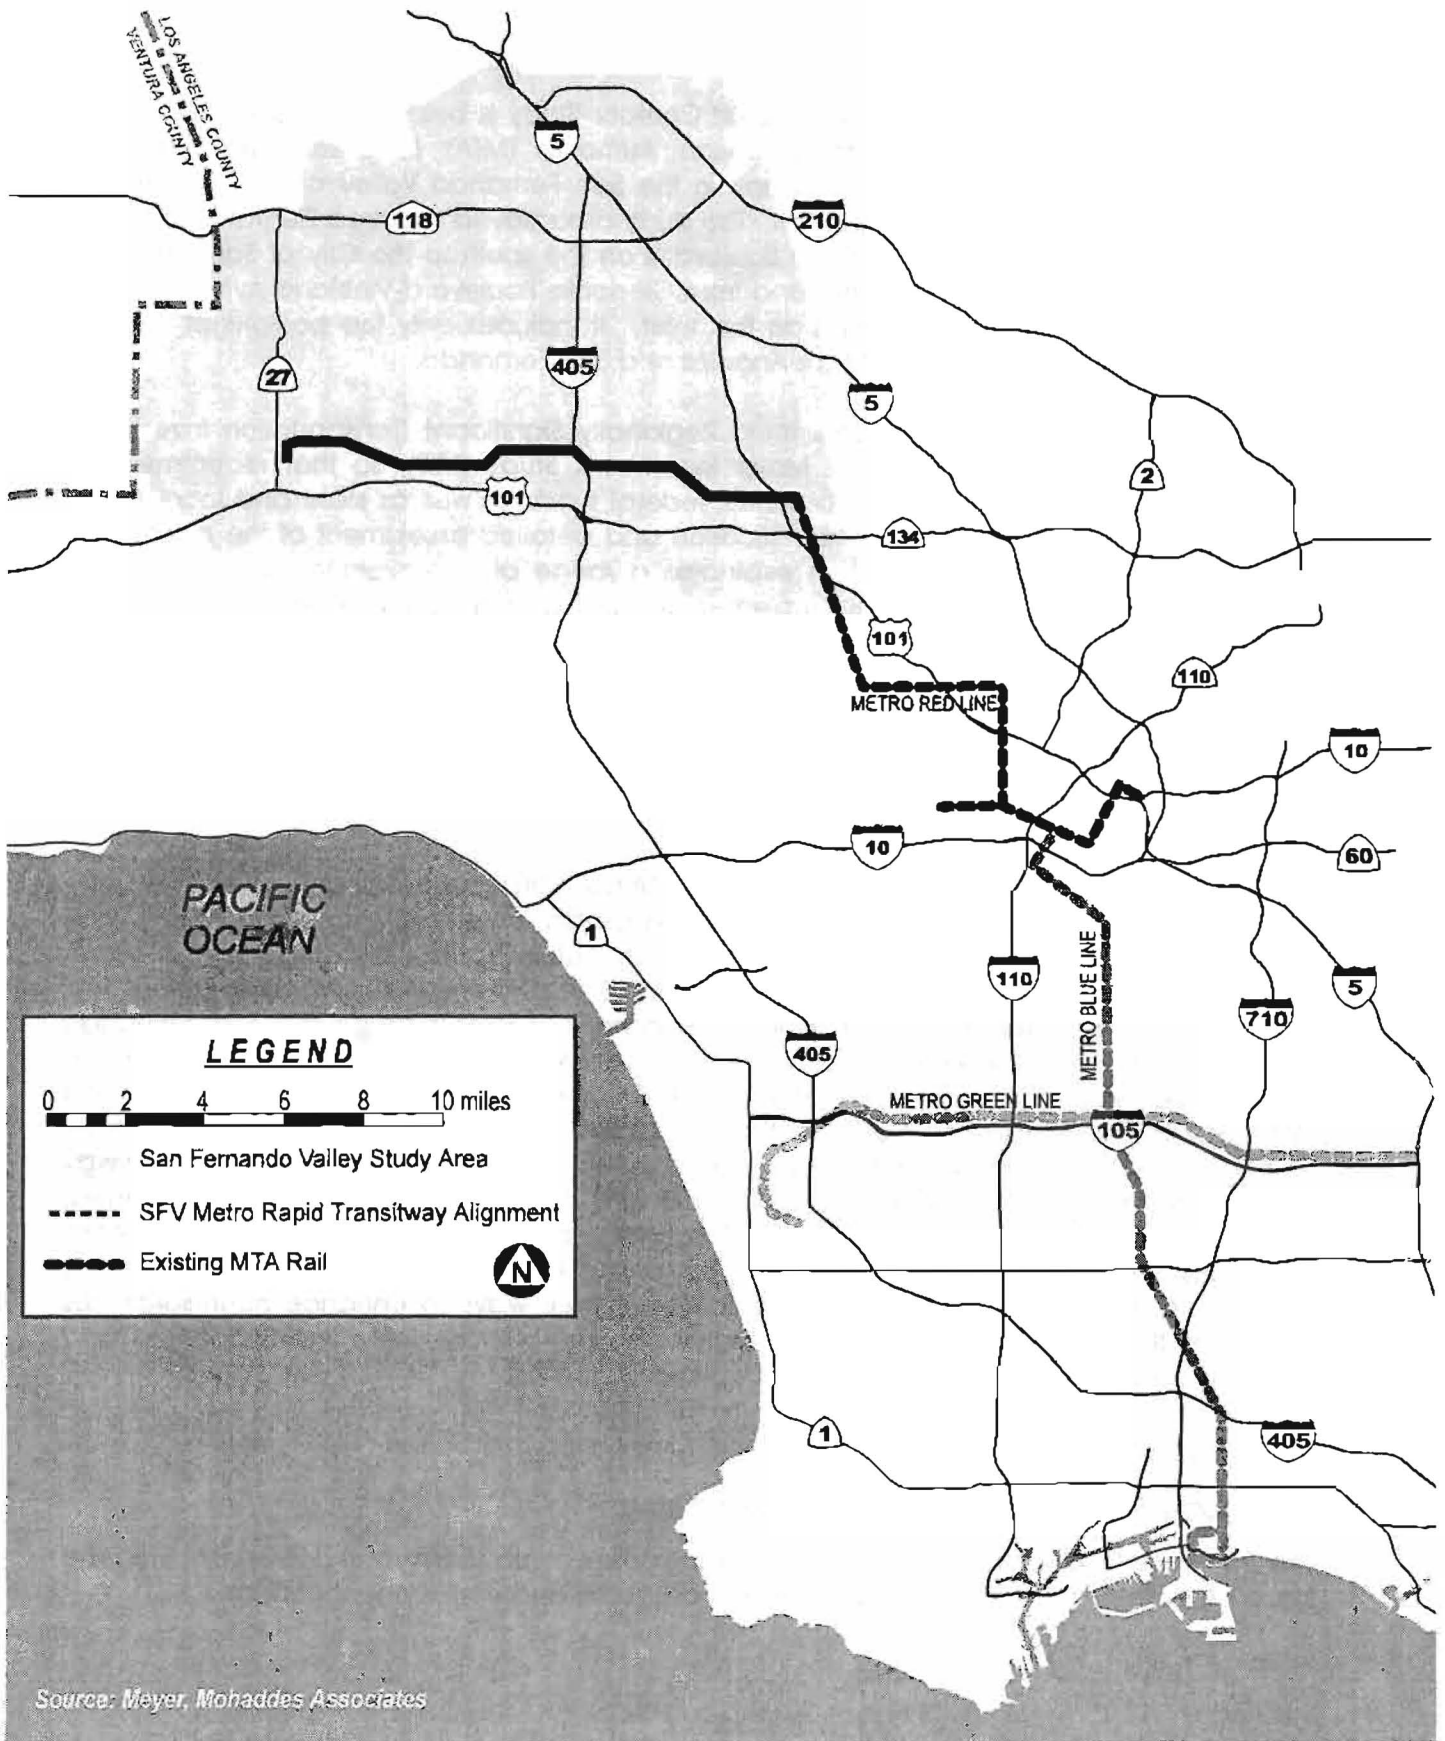 LOS ANGELES COUNTY
VENTURA COUNTY
5
118
210
27
405
5
2
101
134
101
110
METRO RED LINE
10
10
60
PACIFIC
OCEAN
1
METRO BLUE LINE
110
5
710
405
LEGEND
0 2 4 6 8 10 miles
METRO GREEN LINE
105
San Fernando Valley Study Area
SFV Metro Rapid Transitway Alignment
Existing MTA Rail
N
1
405
Source: Meyer, Mohaddes Associates